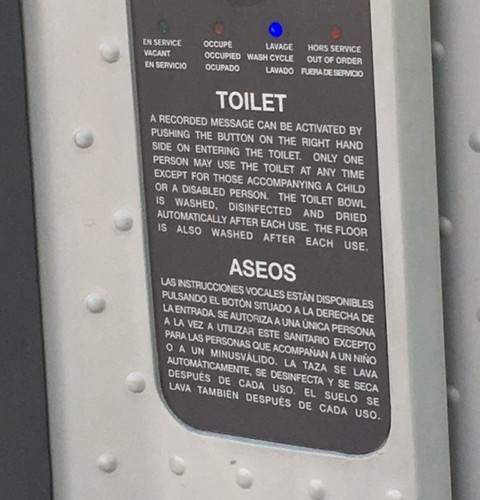 EN SERVICE OCCUPÉ LAVAGE HORS SERVICE
VACANT OCCUPIED WASH CYCLE OUT OF ORDER
EN SERVICIO OCUPADO LAVADO FUERA DE SERVICIO
TOILET
A RECORDED MESSAGE CAN BE ACTIVATED BY
PUSHING THE BUTTON ON THE RIGHT HAND
SIDE ON ENTERING THE TOILET. ONLY ONE
PERSON MAY USE THE TOILET AT ANY TIME
EXCEPT FOR THOSE ACCOMPANYING A CHILD
OR A DISABLED PERSON. THE TOILET BOWL
IS WASHED, DISINFECTED AND DRIED
AUTOMATICALLY AFTER EACH USE. THE FLOOR
IS ALSO WASHED AFTER EACH USE.
ASEOS
LAS INSTRUCCIONES VOCALES ESTÁN DISPONIBLES
PULSANDO EL BOTÓN SITUADO A LA DERECHA DE
LA ENTRADA. SE AUTORIZA A UNA ÚNICA PERSONA
A LA VEZ A UTILIZAR ESTE SANITARIO EXCEPTO
PARA LAS PERSONAS QUE ACOMPAÑAN A UN NIÑO
O A UN MINUSVÁLIDO. LA TAZA SE LAVA
AUTOMÁTICAMENTE, SE DESINFECTA Y SE SECA
DESPUÉS DE CADA USO. EL SUELO SE
LAVA TAMBIÉN DESPUÉS DE CADA USO.